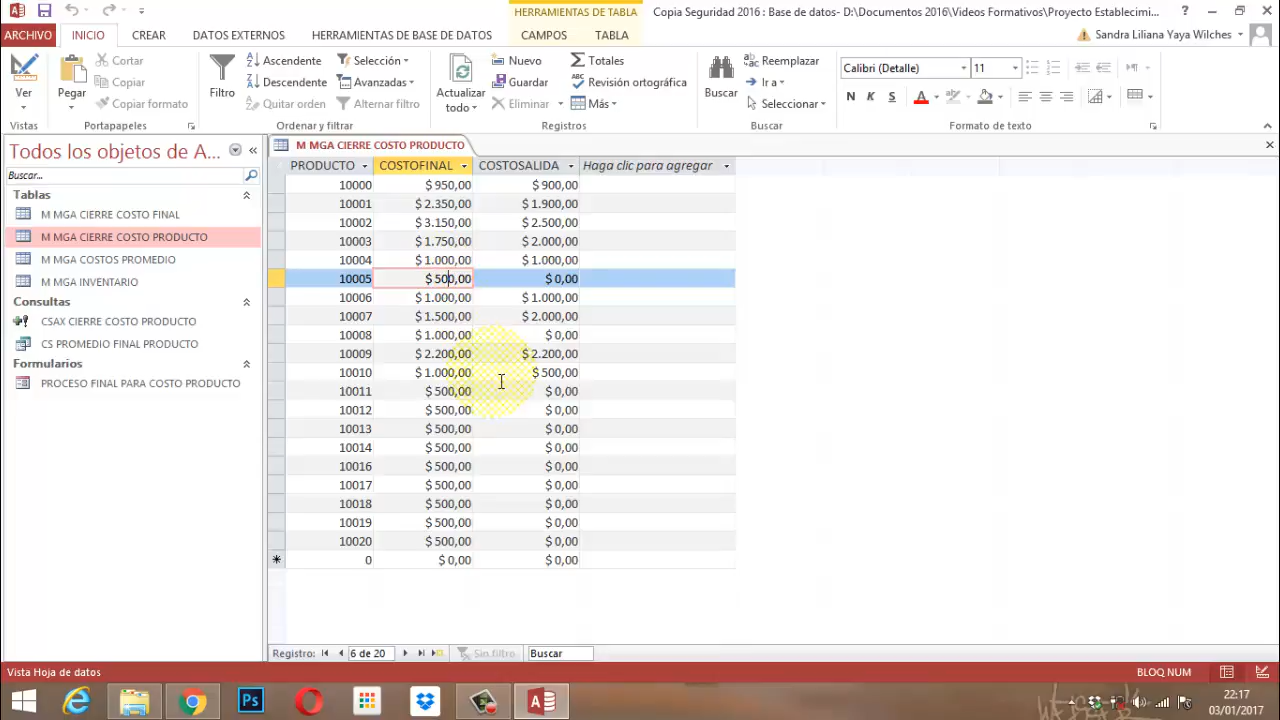 HERRAMIENTAS DE TABLA
Copia Seguridad 2016 : Base de datos- D:\Documentos 2016\Videos Formativos\Proyecto Establecimi...
ARCHIVO INICIO CREAR DATOS EXTERNOS HERRAMIENTAS DE BASE DE DATOS CAMPOS TABLA
Sandra Liliana Yaya Wilches
Ver
Vistas
Pegar
Cortar
Copiar
Copiar formato
Portapapeles
Filtro
Ascendente
Descendente
Quitar orden
Selección
Avanzadas
Alternar filtro
Ordenar y filtrar
Actualizar
todo
Nuevo
Guardar
Eliminar
Totales
Revisión ortográfica
Más
Registros
Buscar
Reemplazar
Ir a
Seleccionar
Buscar
Calibri (Detalle) 11
N K S A
Formato de texto
Todos los objetos de A...
Buscar...
Tablas
M MGA CIERRE COSTO FINAL
M MGA CIERRE COSTO PRODUCTO
M MGA COSTOS PROMEDIO
M MGA INVENTARIO
Consultas
CSAX CIERRE COSTO PRODUCTO
CS PROMEDIO FINAL PRODUCTO
Formularios
PROCESO FINAL PARA COSTO PRODUCTO
M MGA CIERRE COSTO PRODUCTO
PRODUCTO COSTOFINAL COSTOSALIDA Haga clic para agregar
10000 $ 950,00 $ 900,00
10001 $ 2.350,00 $ 1.900,00
10002 $ 3.150,00 $ 2.500,00
10003 $ 1.750,00 $ 2.000,00
10004 $ 1.000,00 $ 1.000,00
10005 $ 500,00 $ 0,00
10006 $ 1.000,00 $ 1.000,00
10007 $ 1.500,00 $ 2.000,00
10008 $ 1.000,00 $ 0,00
10009 $ 2.200,00 $ 2.200,00
10010 $ 1.000,00 $ 500,00
10011 $ 500,00 $ 0,00
10012 $ 500,00 $ 0,00
10013 $ 500,00 $ 0,00
10014 $ 500,00 $ 0,00
10016 $ 500,00 $ 0,00
10017 $ 500,00 $ 0,00
10018 $ 500,00 $ 0,00
10019 $ 500,00 $ 0,00
10020 $ 500,00 $ 0,00
0 $ 0,00 $ 0,00
Registro: 6 de 20 Sin filtro Buscar
Vista Hoja de datos BLOQ NUM
Ps
22:17
03/01/2017